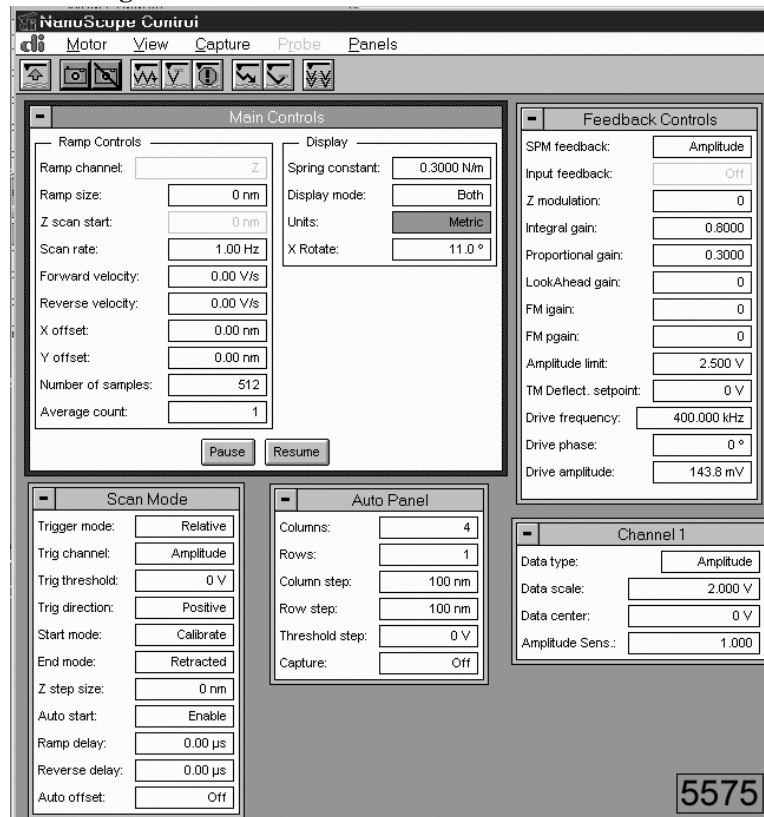 NanoScope Control
di Motor View Capture Probe Panels
Main Controls
Ramp Controls
Ramp channel: Z
Ramp size: 0 nm
Z scan start: 0 nm
Scan rate: 1.00 Hz
Forward velocity: 0.00 V/s
Reverse velocity: 0.00 V/s
X offset: 0.00 nm
Y offset: 0.00 nm
Number of samples: 512
Average count: 1
Display
Spring constant: 0.3000 N/m
Display mode: Both
Units: Metric
X Rotate: 11.0 °
Pause Resume
Feedback Controls
SPM feedback: Amplitude
Input feedback: Off
Z modulation: 0
Integral gain: 0.8000
Proportional gain: 0.3000
LookAhead gain: 0
FM igain: 0
FM pgain: 0
Amplitude limit: 2.500 V
TM Deflect. setpoint: 0 V
Drive frequency: 400.000 kHz
Drive phase: 0 °
Drive amplitude: 143.8 mV
Scan Mode
Trigger mode: Relative
Trig channel: Amplitude
Trig threshold: 0 V
Trig direction: Positive
Start mode: Calibrate
End mode: Retracted
Z step size: 0 nm
Auto start: Enable
Ramp delay: 0.00 µs
Reverse delay: 0.00 µs
Auto offset: Off
Auto Panel
Columns: 4
Rows: 1
Column step: 100 nm
Row step: 100 nm
Threshold step: 0 V
Capture: Off
Channel 1
Data type: Amplitude
Data scale: 2.000 V
Data center: 0 V
Amplitude Sens.: 1.000
5575